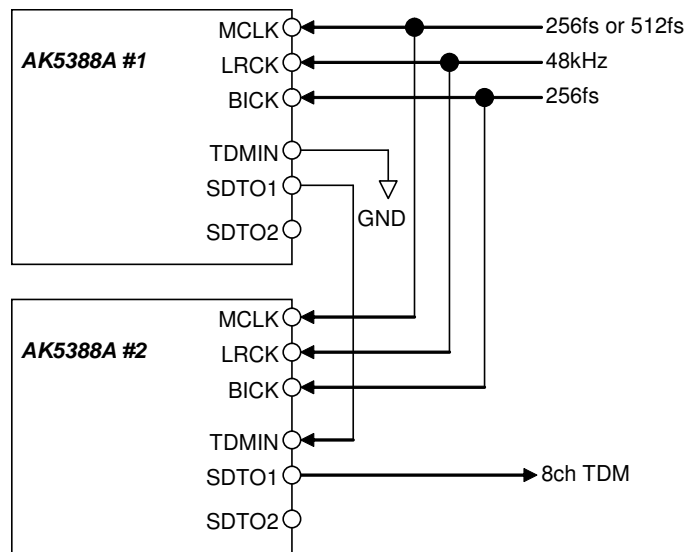 MCLK 256fs or 512fs
AK5388A #1
LRCK 48kHz
BICK 256fs
TDMIN
SDTO1
GND
SDTO2
MCLK
AK5388A #2
LRCK
BICK
TDMIN
SDTO1 8ch TDM
SDTO2